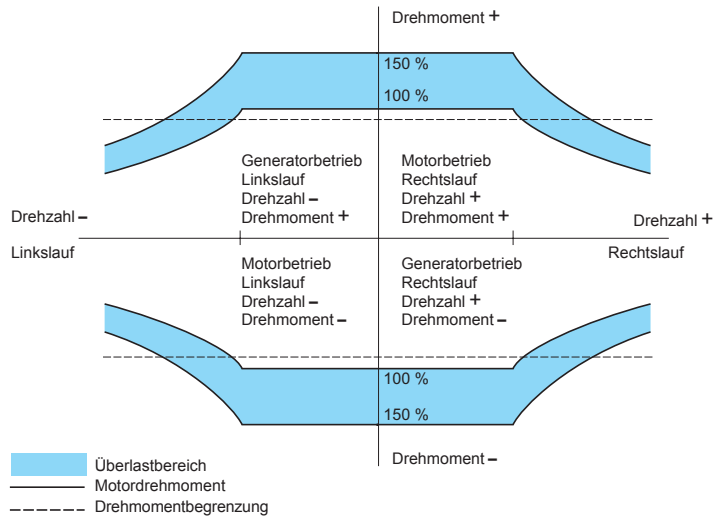 Drehmoment +
150 %
100 %
Generatorbetrieb
Linkslauf
Drehzahl –
Drehmoment +
Motorbetrieb
Rechtslauf
Drehzahl +
Drehmoment +
Drehzahl –
Drehzahl +
Linkslauf
Rechtslauf
Motorbetrieb
Linkslauf
Drehzahl –
Drehmoment –
Generatorbetrieb
Rechtslauf
Drehzahl +
Drehmoment –
100 %
150 %
Drehmoment –
Überlastbereich
Motordrehmoment
Drehmomentbegrenzung